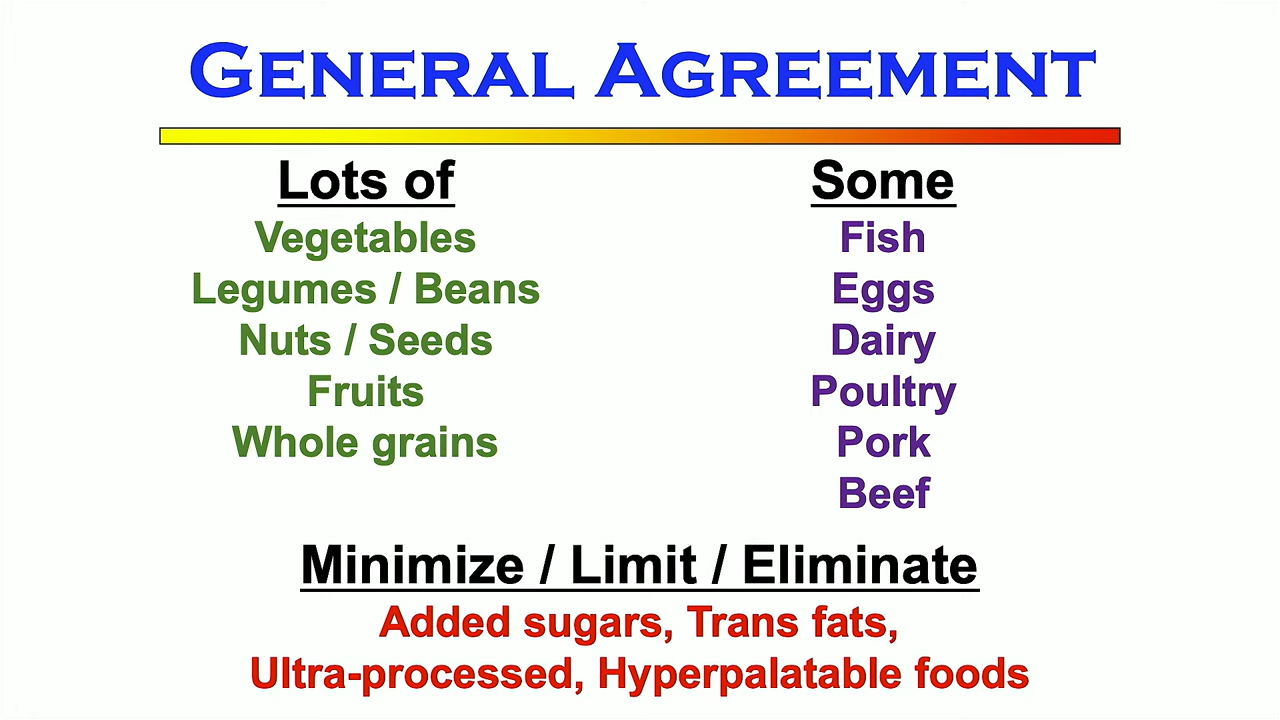 GENERAL AGREEMENT
Lots of
Vegetables
Legumes / Beans
Nuts / Seeds
Fruits
Whole grains
Some
Fish
Eggs
Dairy
Poultry
Pork
Beef
Minimize / Limit / Eliminate
Added sugars, Trans fats,
Ultra-processed, Hyperpalatable foods